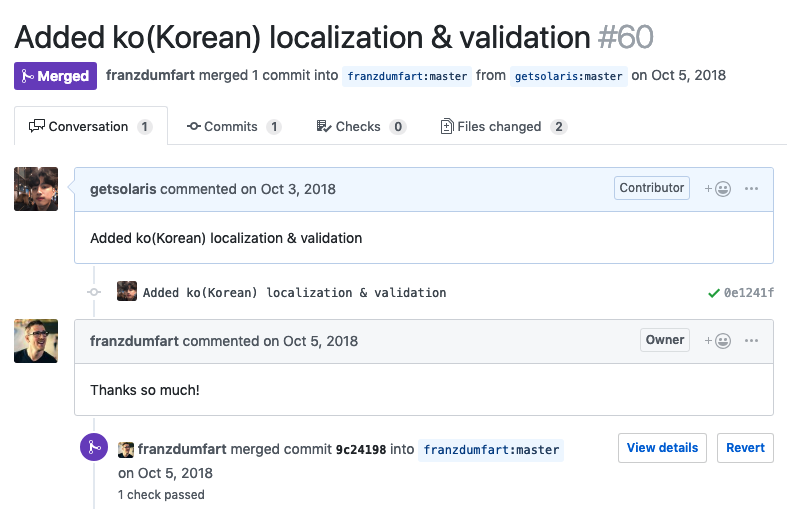 Added ko(Korean) localization & validation #60
Merged franzdumfart merged 1 commit into franzdumfart:master from getsolaris:master on Oct 5, 2018
Conversation 1 Commits 1 Checks 0 Files changed 2
getsolaris commented on Oct 3, 2018 Contributor + ...
Added ko(Korean) localization & validation
Added ko(Korean) localization & validation 0e1241f
franzdumfart commented on Oct 5, 2018 Owner + ...
Thanks so much!
franzdumfart merged commit 9c24198 into franzdumfart:master View details Revert
on Oct 5, 2018
1 check passed